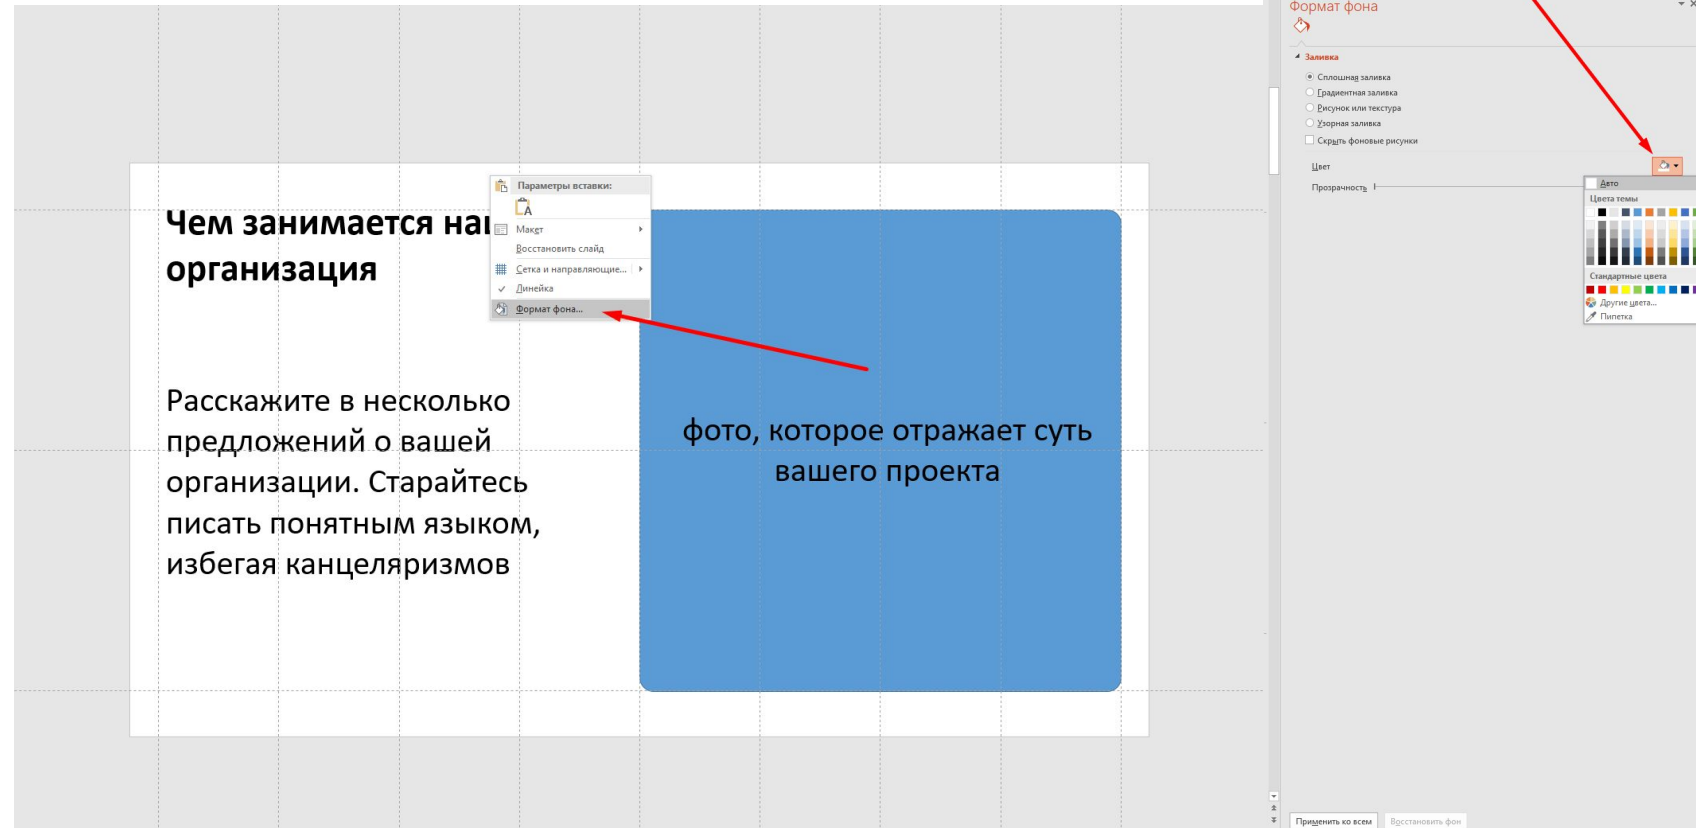 Чем занимается наш
организация
Расскажите в несколько
предложений о вашей
организации. Старайтесь
писать понятным языком,
избегая канцеляризмов
Параметры вставки:
Макет
Восстановить слайд
Сетка и направляющие...
Линейка
Формат фона...
фото, которое отражает суть
вашего проекта
Формат фона
Заливка
Сплошная заливка
Градиентная заливка
Рисунок или текстура
Узорная заливка
Скрыть фоновые рисунки
Цвет
Прозрачность
Авто
Цвета темы
Стандартные цвета
Другие цвета...
Пипетка
Применить ко всем
Восстановить фон